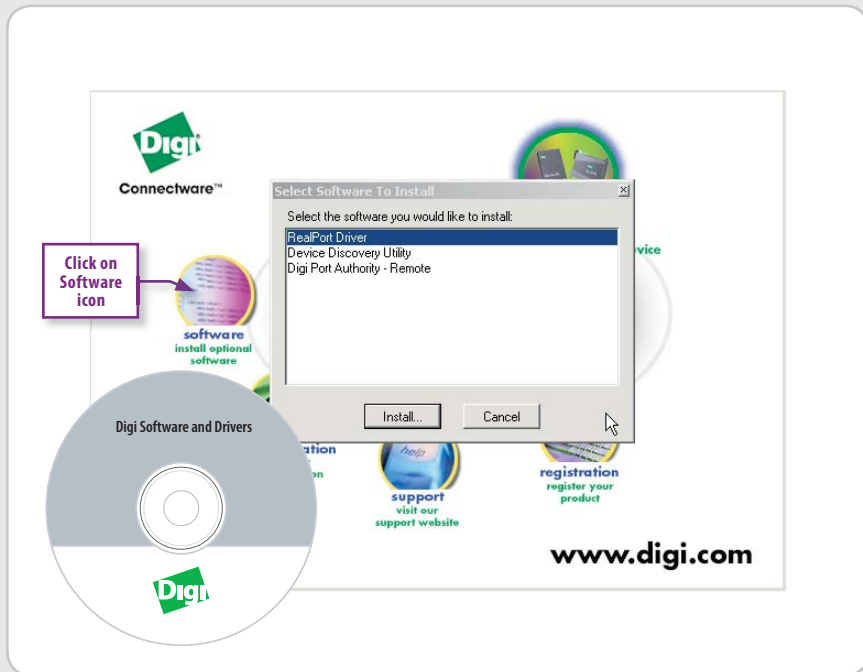 Digi
Connectware™
Select Software To Install
Select the software you would like to install:
RealPort Driver
Device Discovery Utility
Digi Port Authority - Remote
Install...
Cancel
vice
Click on
Software
icon
software
install optional
software
Digi Software and Drivers
Digi
ation
on
help
support
visit our
support website
registration
register your
product
www.digi.com